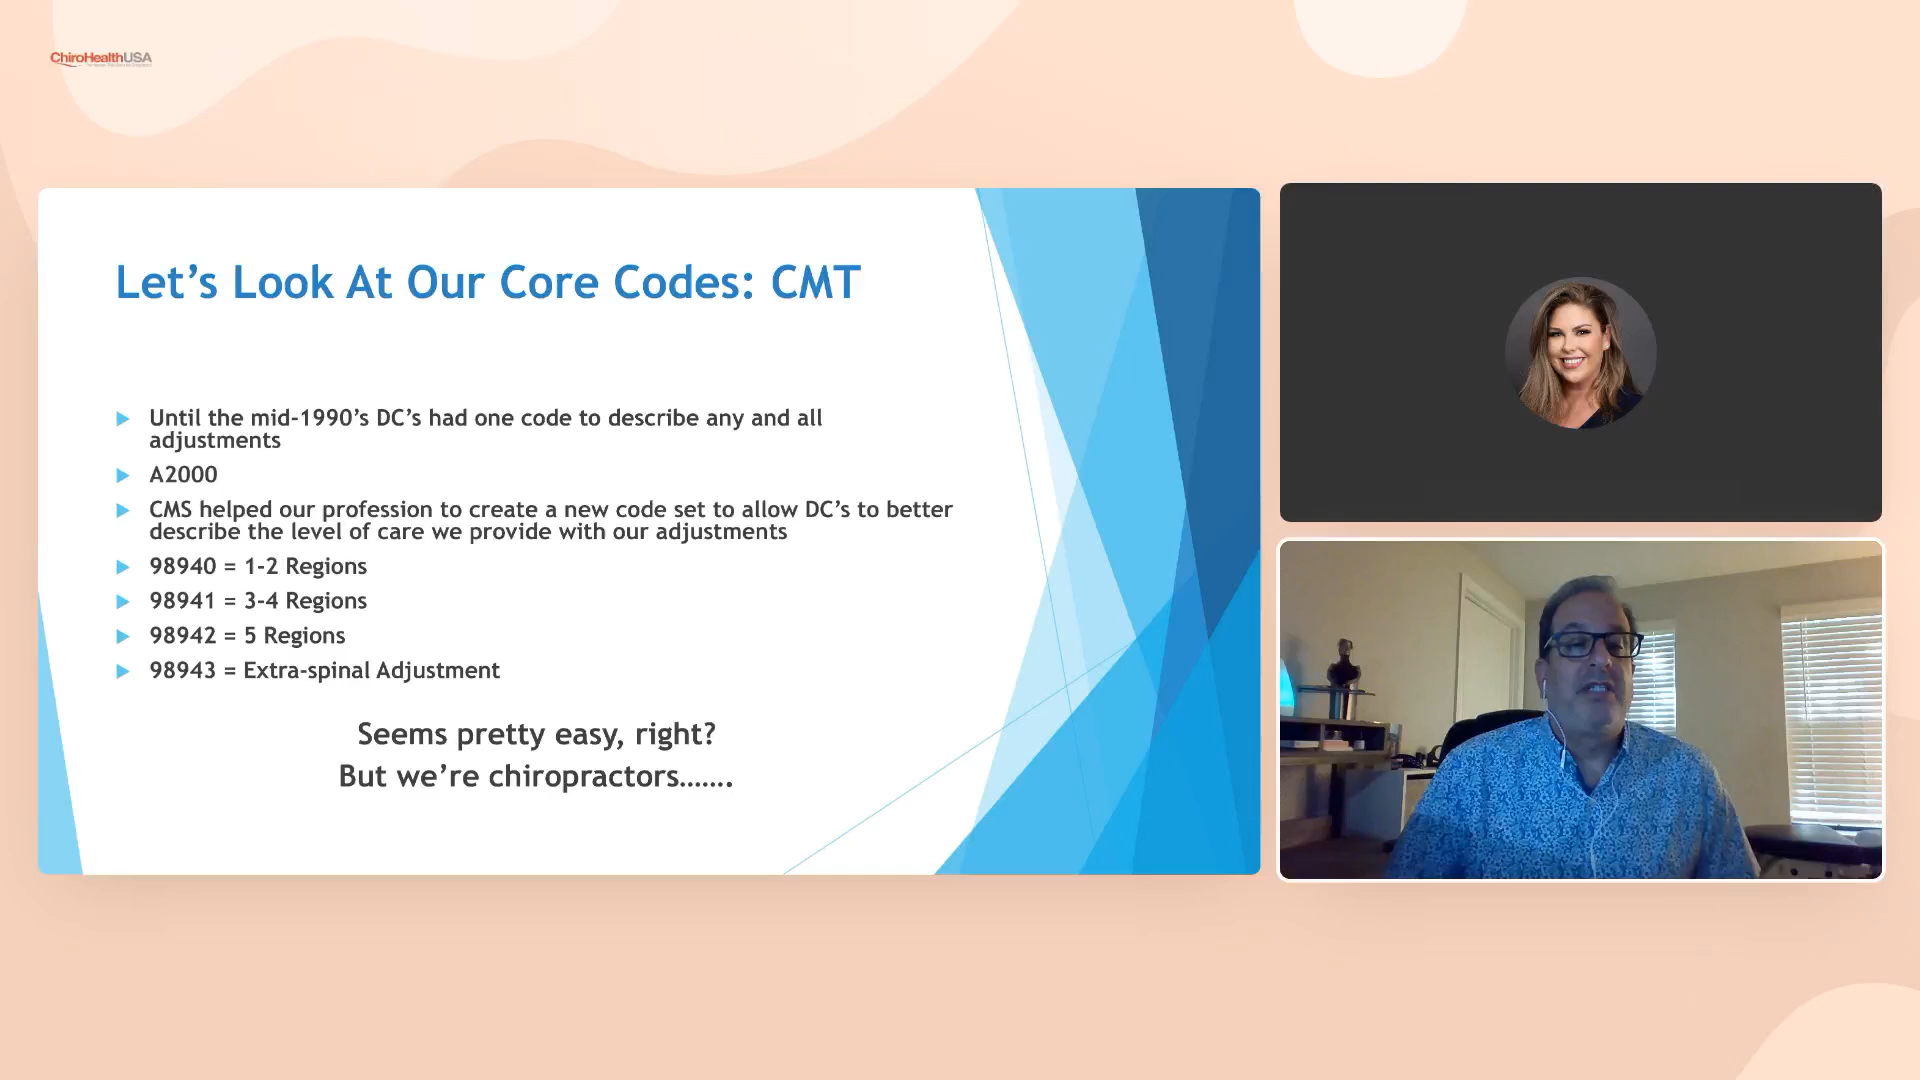 ChiroHealthUSA
Let’s Look At Our Core Codes: CMT
Until the mid-1990’s DC’s had one code to describe any and all
adjustments
A2000
CMS helped our profession to create a new code set to allow DC’s to better
describe the level of care we provide with our adjustments
98940 = 1-2 Regions
98941 = 3-4 Regions
98942 = 5 Regions
98943 = Extra-spinal Adjustment
Seems pretty easy, right?
But we’re chiropractors…….